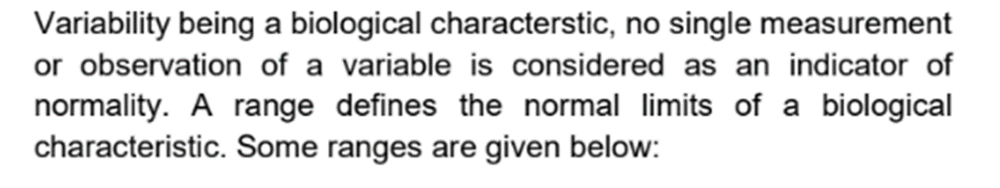 Variability being a biological characterstic, no single measurement
or observation of a variable is considered as an indicator of
normality. A range defines the normal limits of a biological
characteristic. Some ranges are given below: